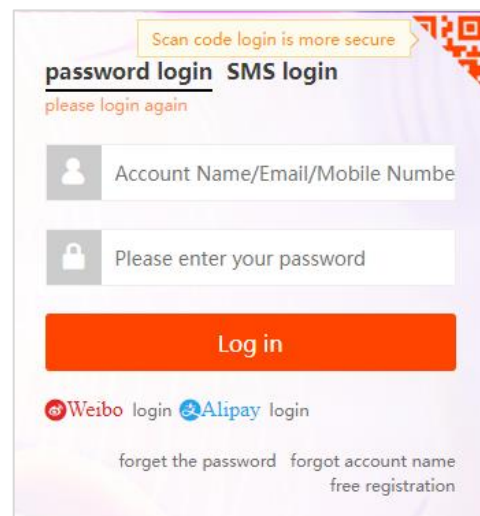 Scan code login is more secure
password login SMS login
please login again
Account Name/Email/Mobile Numbe
Please enter your password
Log in
Weibo login Alipay login
forget the password forgot account name
free registration